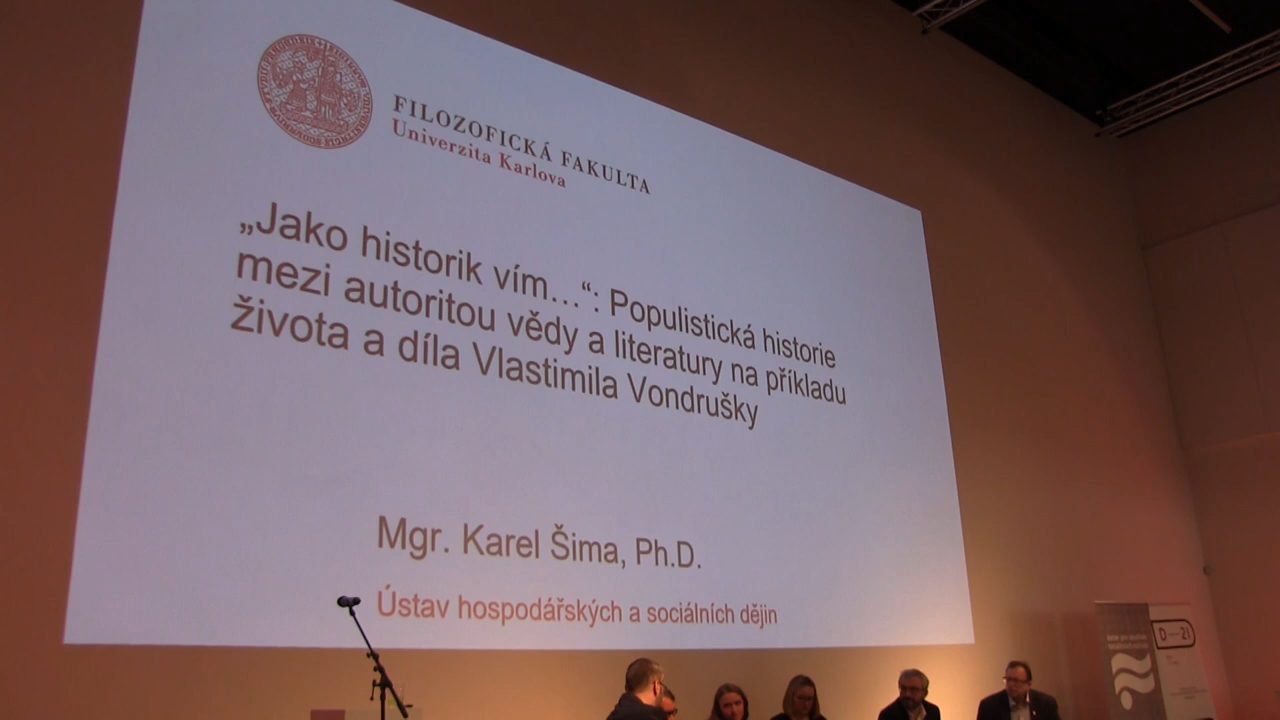 FILOZOFICKÁ FAKULTA
Univerzita Karlova
„Jako historik vím...“: Populistická historie
mezi autoritou vědy a literatury na příkladu
života a díla Vlastimila Vondrušky
Mgr. Karel Šima, Ph.D.
Ústav hospodářských a sociálních dějin